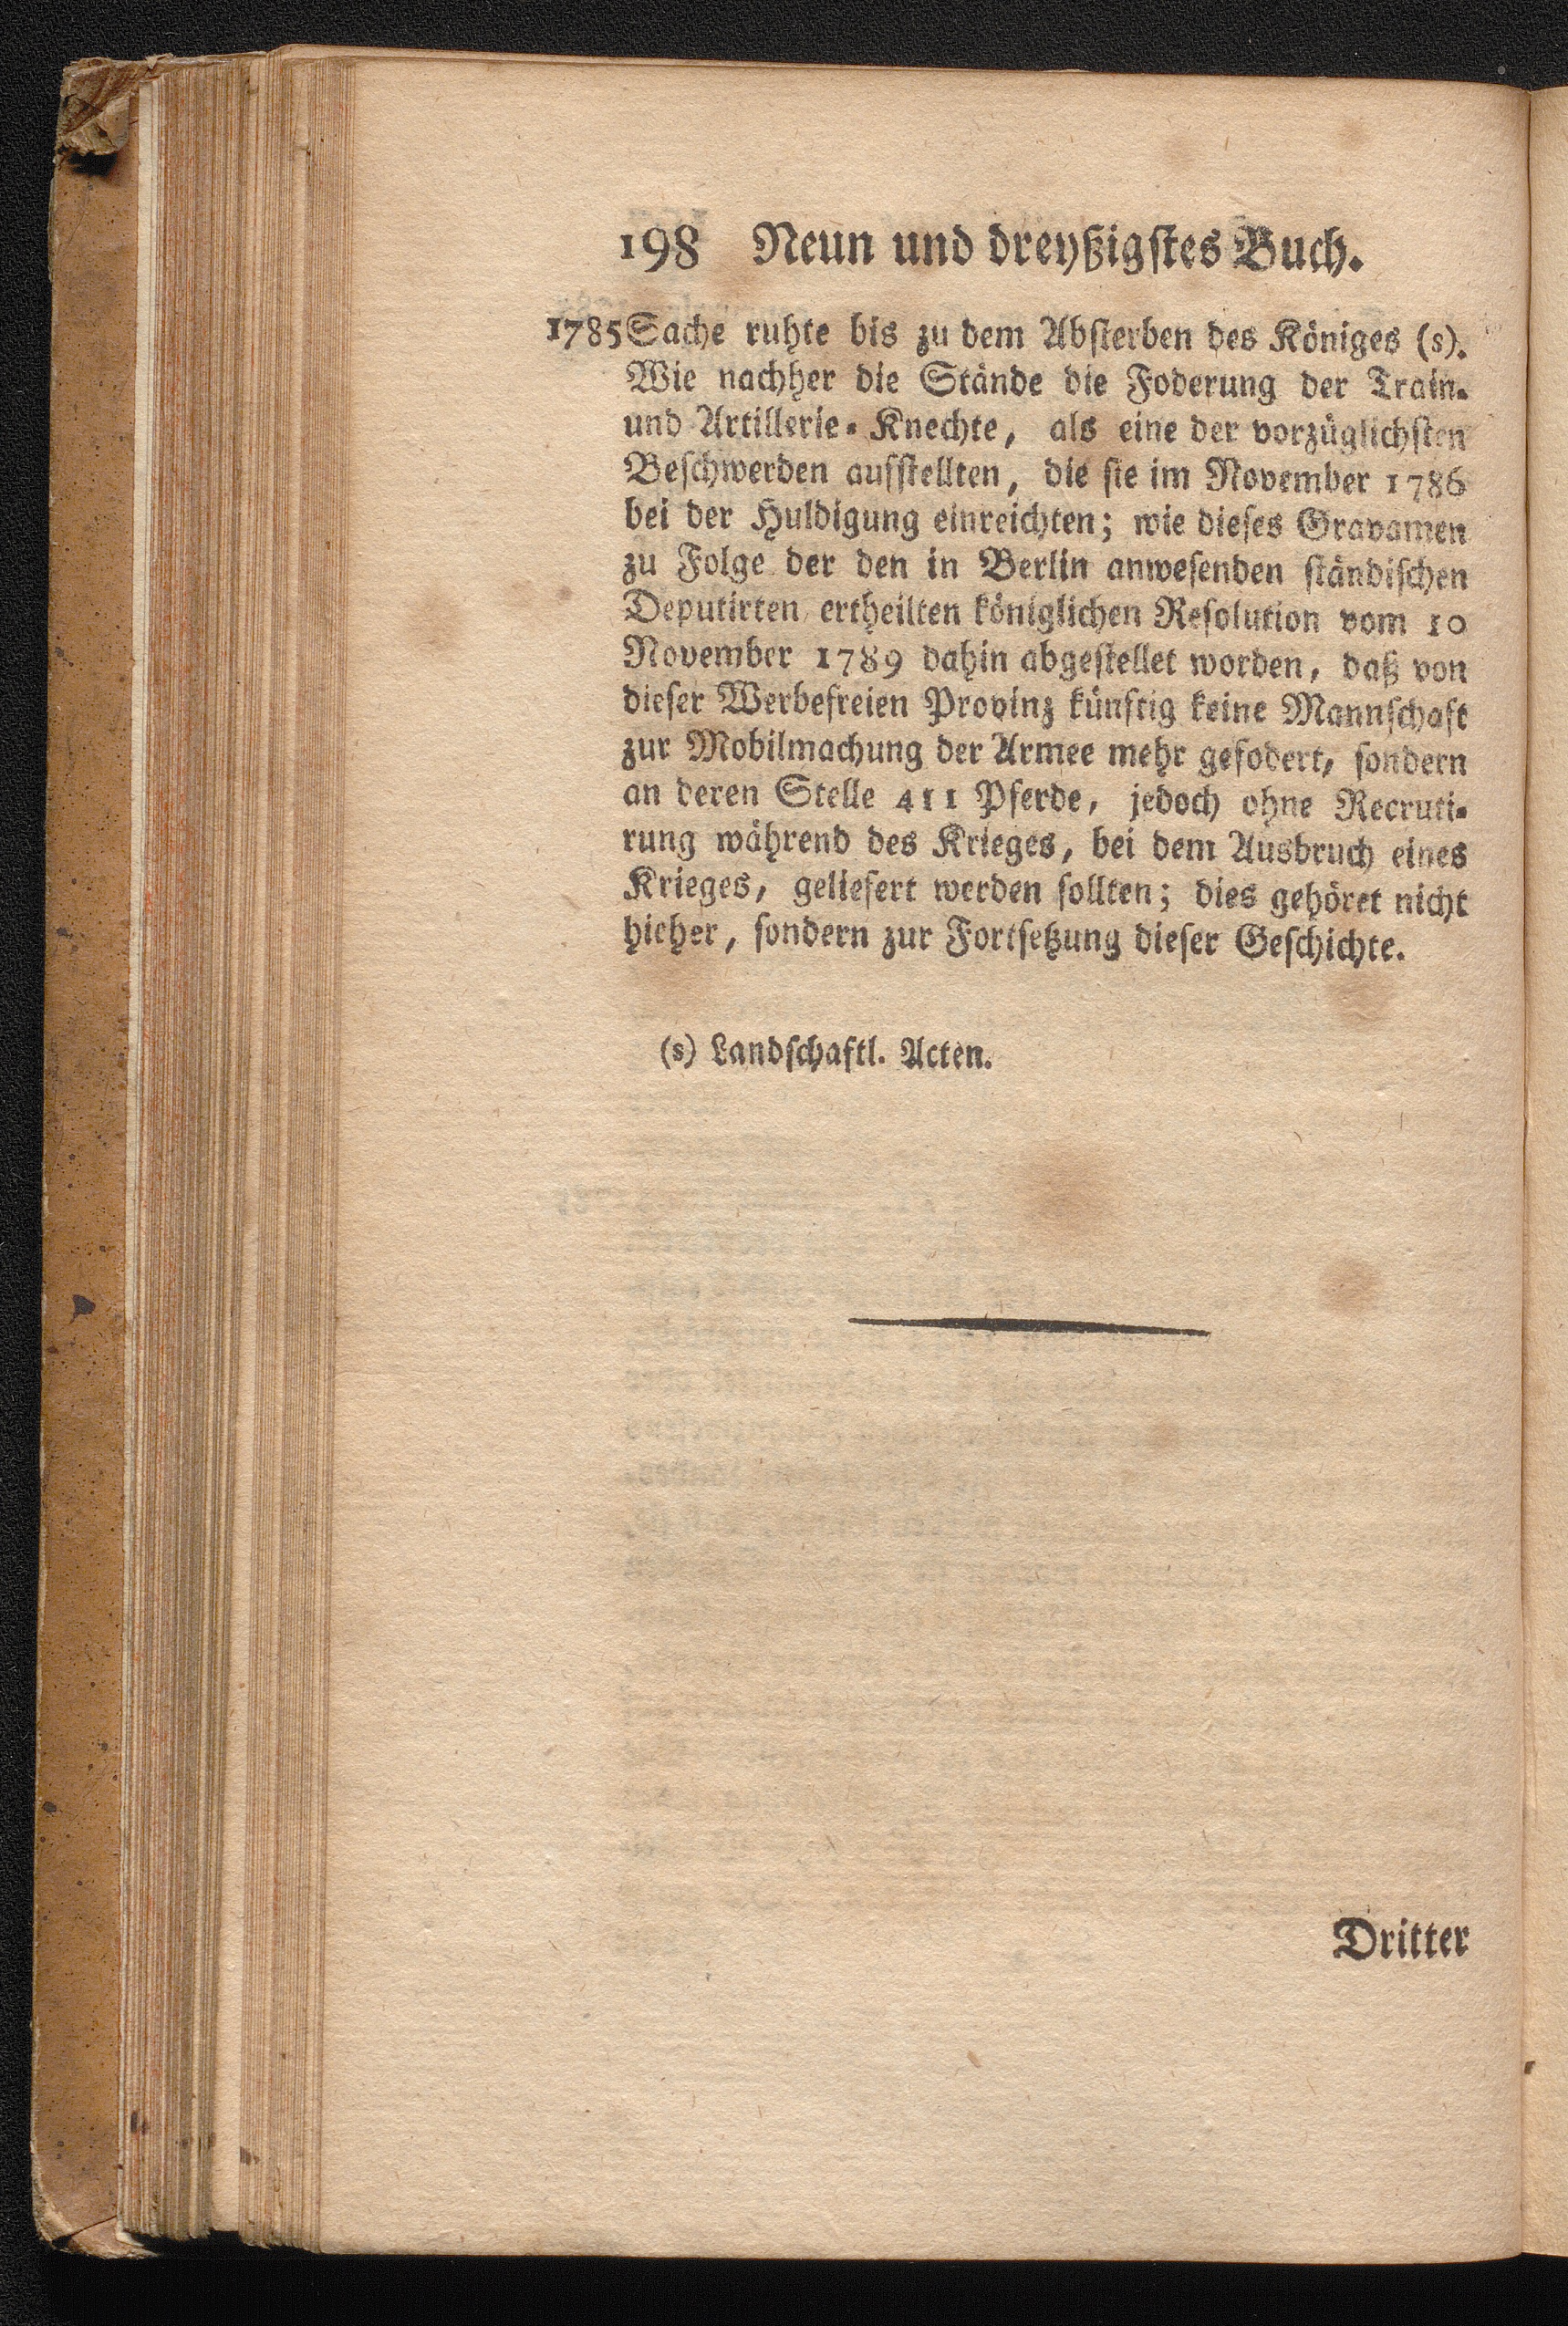 198 Neun und dreyßigstes Buch.
1785 Sache ruhte bis zu dem Absterben des Königes (s).
Wie nachher die Stände die Foderung der Train-
und Artillerie-Knechte, als eine der vorzüglichsten
Beschwerden aufstellten, die sie im November 1786
bei der Huldigung einreichten; wie dieses Gravamen
zu Folge der den in Berlin anwesenden ständischen
Deputirten ertheilten königlichen Resolution vom 10
November 1789 dahin abgestellet worden, daß von
dieser Werbefreien Provinz künftig keine Mannschaft
zur Mobilmachung der Armee mehr gefodert, sondern
an deren Stelle 411 Pferde, jedoch ohne Recruti-
rung während des Krieges, bei dem Ausbruch eines
Krieges, geliefert werden sollten; dies gehöret nicht
hieher, sondern zur Fortsetzung dieser Geschichte.
(s) Landschaftl. Acten.
Dritter